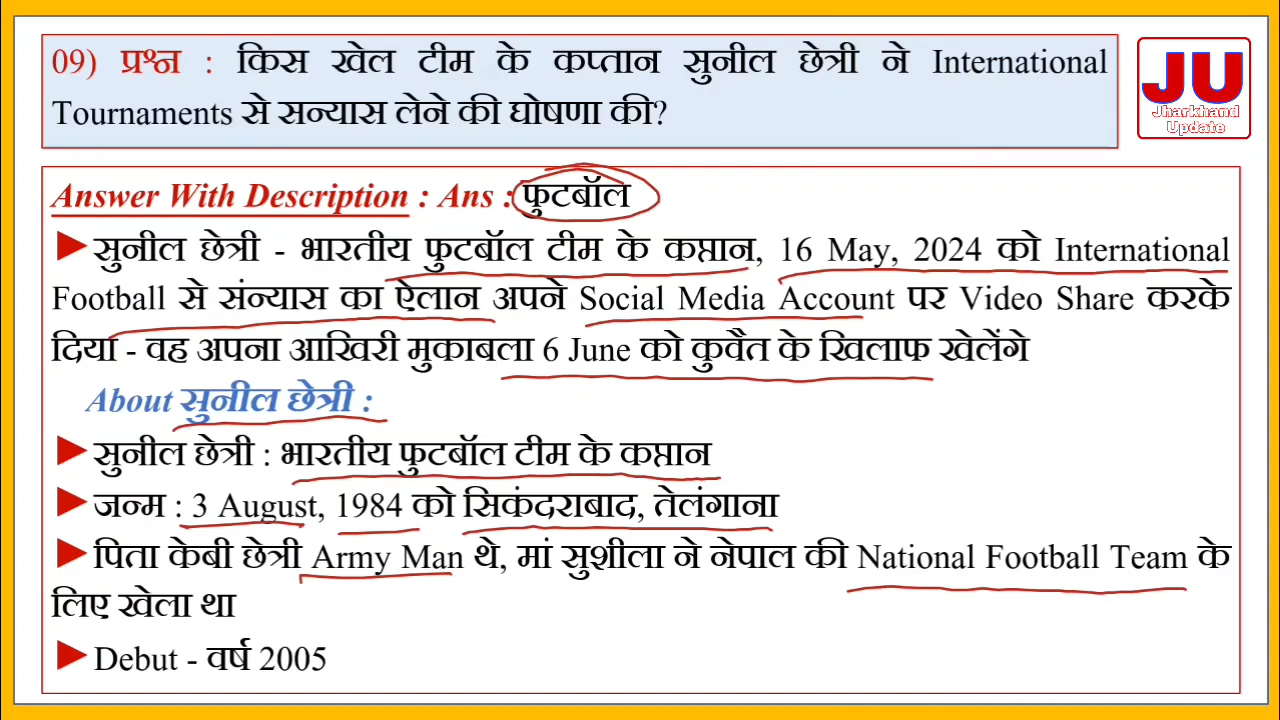 09) प्रश्न : किस खेल टीम के कप्तान सुनील छेत्री ने International
Tournaments से सन्यास लेने की घोषणा की?
JU
Jharkhand
Update
Answer With Description : Ans : फुटबॉल
►सुनील छेत्री - भारतीय फुटबॉल टीम के कप्तान, 16 May, 2024 को International
Football से संन्यास का ऐलान अपने Social Media Account पर Video Share करके
दिया - वह अपना आखिरी मुकाबला 6 June को कुवैत के खिलाफ खेलेंगे
About सुनील छेत्री :
►सुनील छेत्री : भारतीय फुटबॉल टीम के कप्तान
►जन्म : 3 August, 1984 को सिकंदराबाद, तेलंगाना
►पिता केबी छेत्री Army Man थे, मां सुशीला ने नेपाल की National Football Team के
लिए खेला था
►Debut - वर्ष 2005